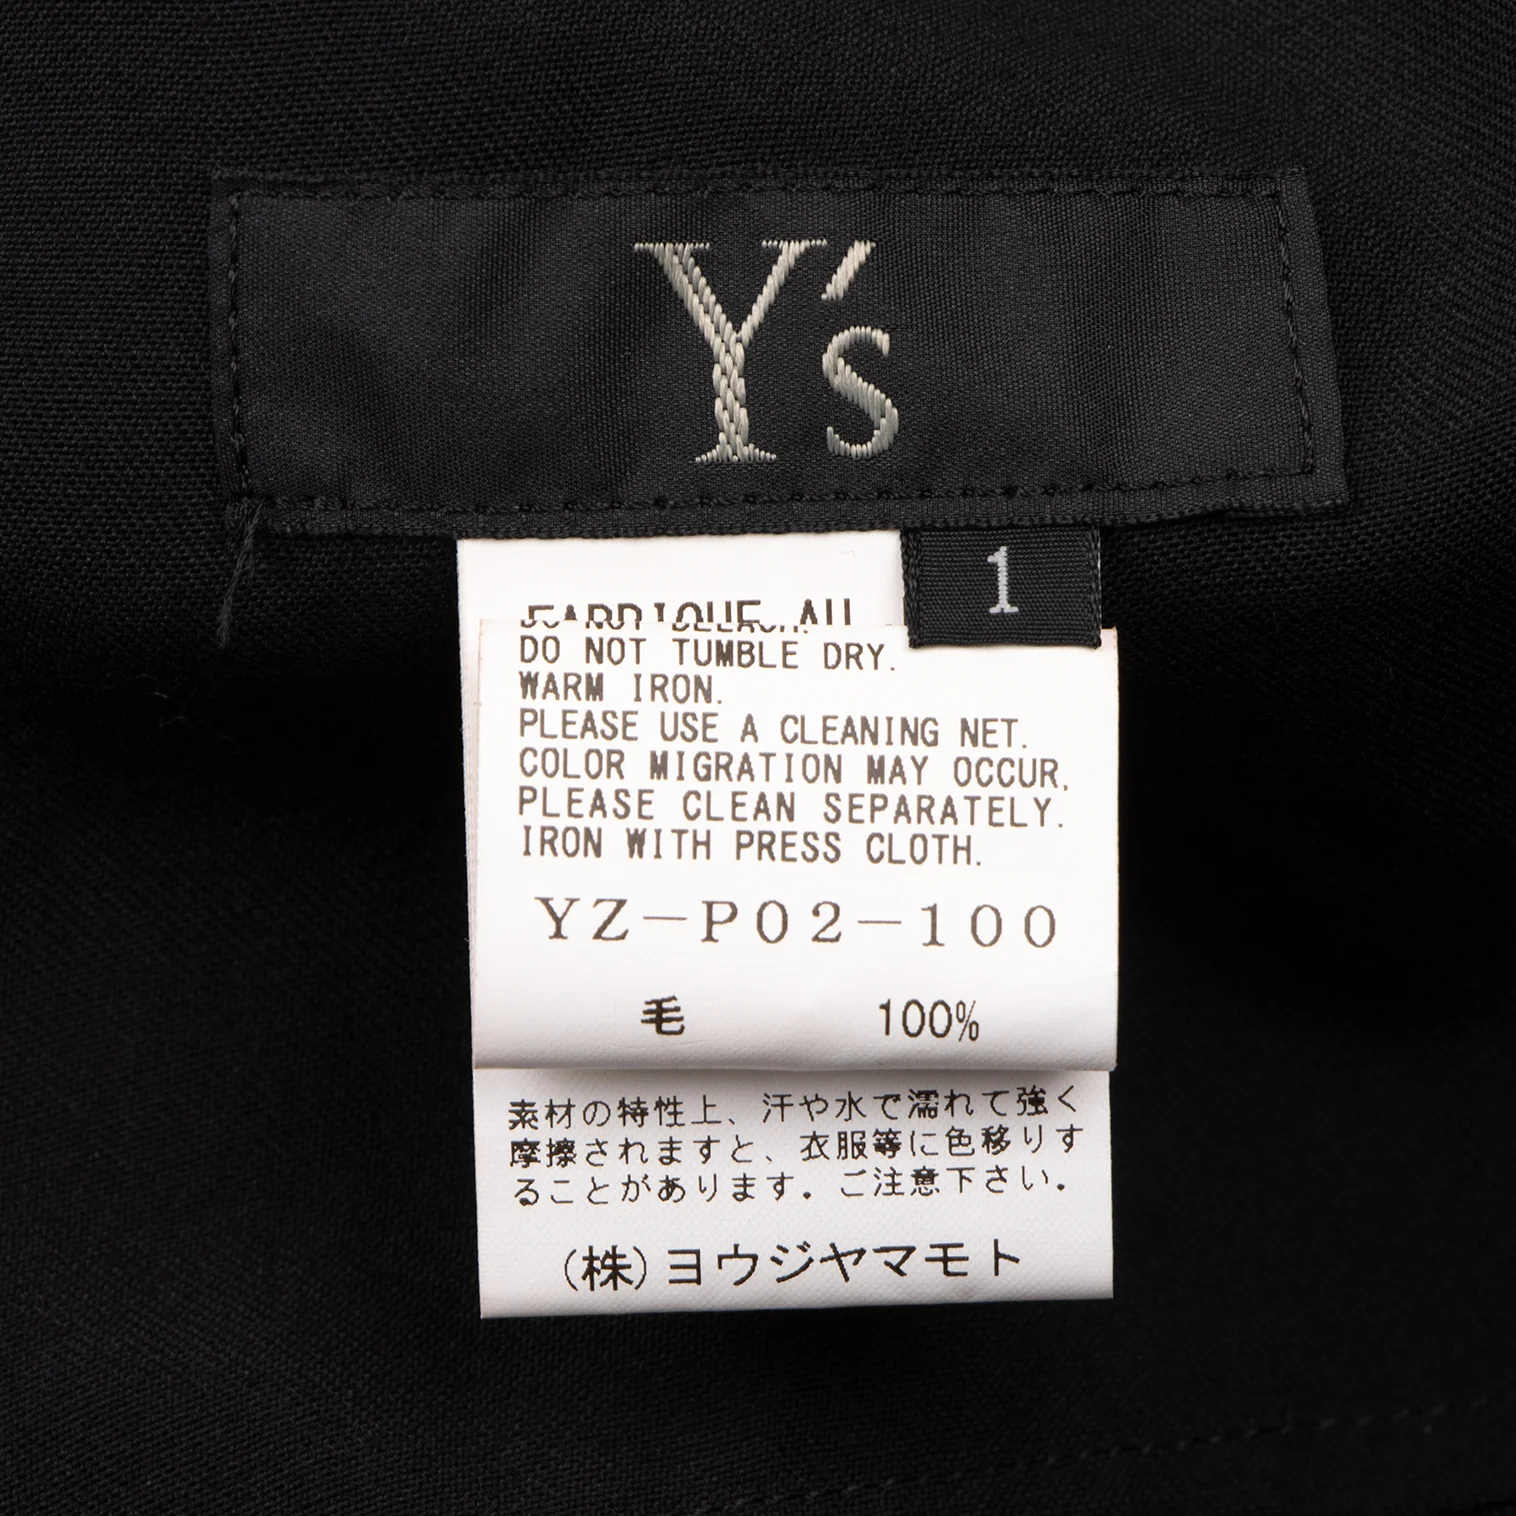 Y's
1
DO NOT TUMBLE DRY.
WARM IRON.
PLEASE USE A CLEANING NET.
COLOR MIGRATION MAY OCCUR,
PLEASE CLEAN SEPARATELY.
IRON WITH PRESS CLOTH.
YZ-P02-100
毛 100%
素材の特性上、汗や水で濡れて強く
摩擦されますと、衣服等に色移りす
ることがあります。ご注意下さい。
(株)ヨウジヤマモト